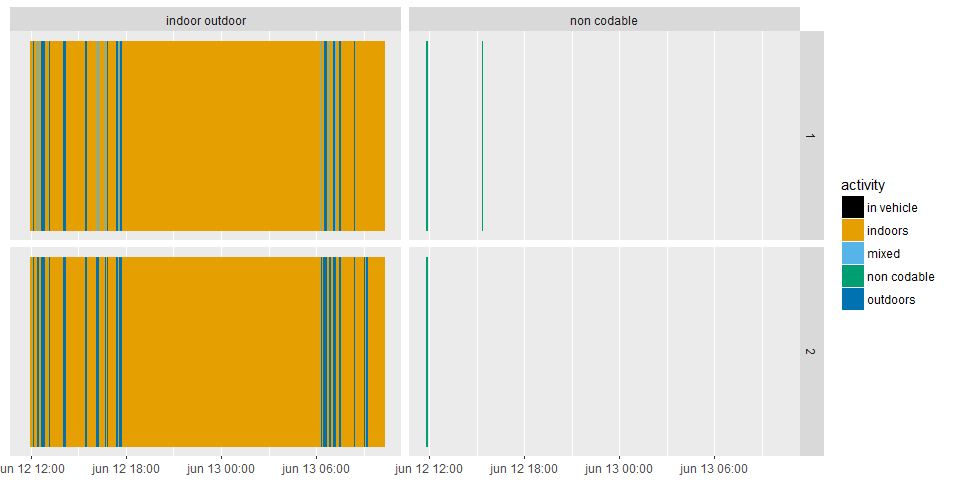 indoor outdoor
non codable
1
2
activity
in vehicle
indoors
mixed
non codable
outdoors
un 12 12:00 jun 12 18:00 jun 13 00:00 jun 13 06:00
jun 12 12:00 jun 12 18:00 jun 13 00:00 jun 13 06:00